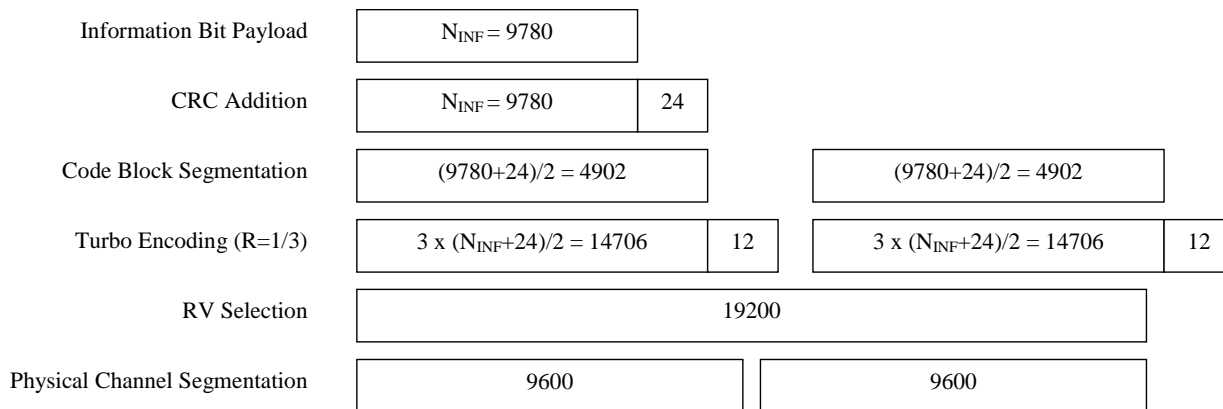 Information Bit Payload N_INF = 9780
CRC Addition N_INF = 9780 24
Code Block Segmentation (9780+24)/2 = 4902 (9780+24)/2 = 4902
Turbo Encoding (R=1/3) 3 x (N_INF+24)/2 = 14706 12 3 x (N_INF+24)/2 = 14706 12
RV Selection 19200
Physical Channel Segmentation 9600 9600